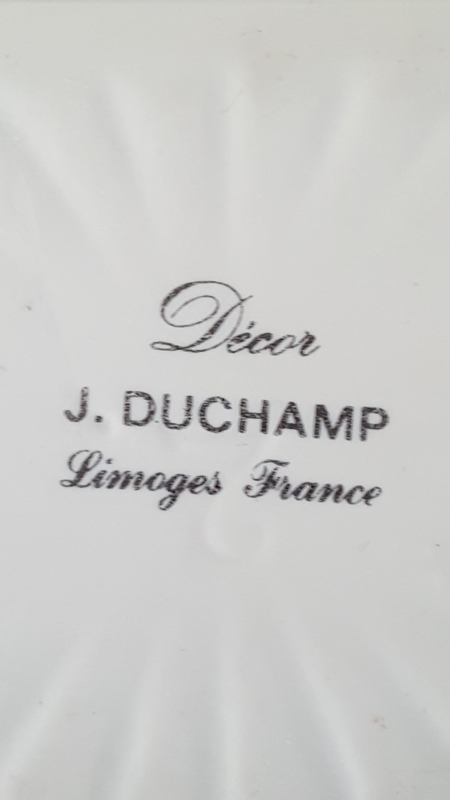 Décor
J. DUCHAMP
Limoges France